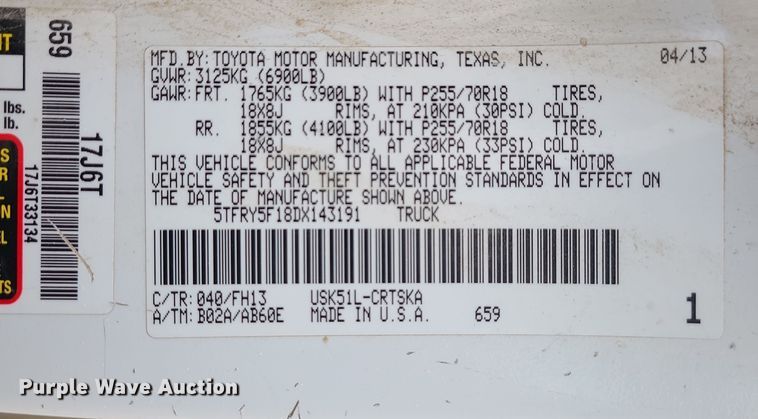 MFD.BY:TOYOTA MOTOR MANUFACTURING, TEXAS, INC. 04/13
GVWR:3125KG (6900LB)
GAWR:FRT. 1765KG (3900LB) WITH P255/70R18 TIRES,
18X8J RIMS, AT 210KPA (30PSI) COLD.
RR. 1855KG (4100LB) WITH P255/70R18 TIRES,
18X8J RIMS, AT 230KPA (33PSI) COLD.
THIS VEHICLE CONFORMS TO ALL APPLICABLE FEDERAL MOTOR
VEHICLE SAFETY AND THEFT PREVENTION STANDARDS IN EFFECT ON
THE DATE OF MANUFACTURE SHOWN ABOVE.
5TFRY5F18DX143191 TRUCK
C/TR:040/FH13 USK51L-CRTSKA
A/TM:B02A/AB60E MADE IN U.S.A. 659
1
659
17J6T
17J6T33134
lbs.
lb.
Purple Wave Auction